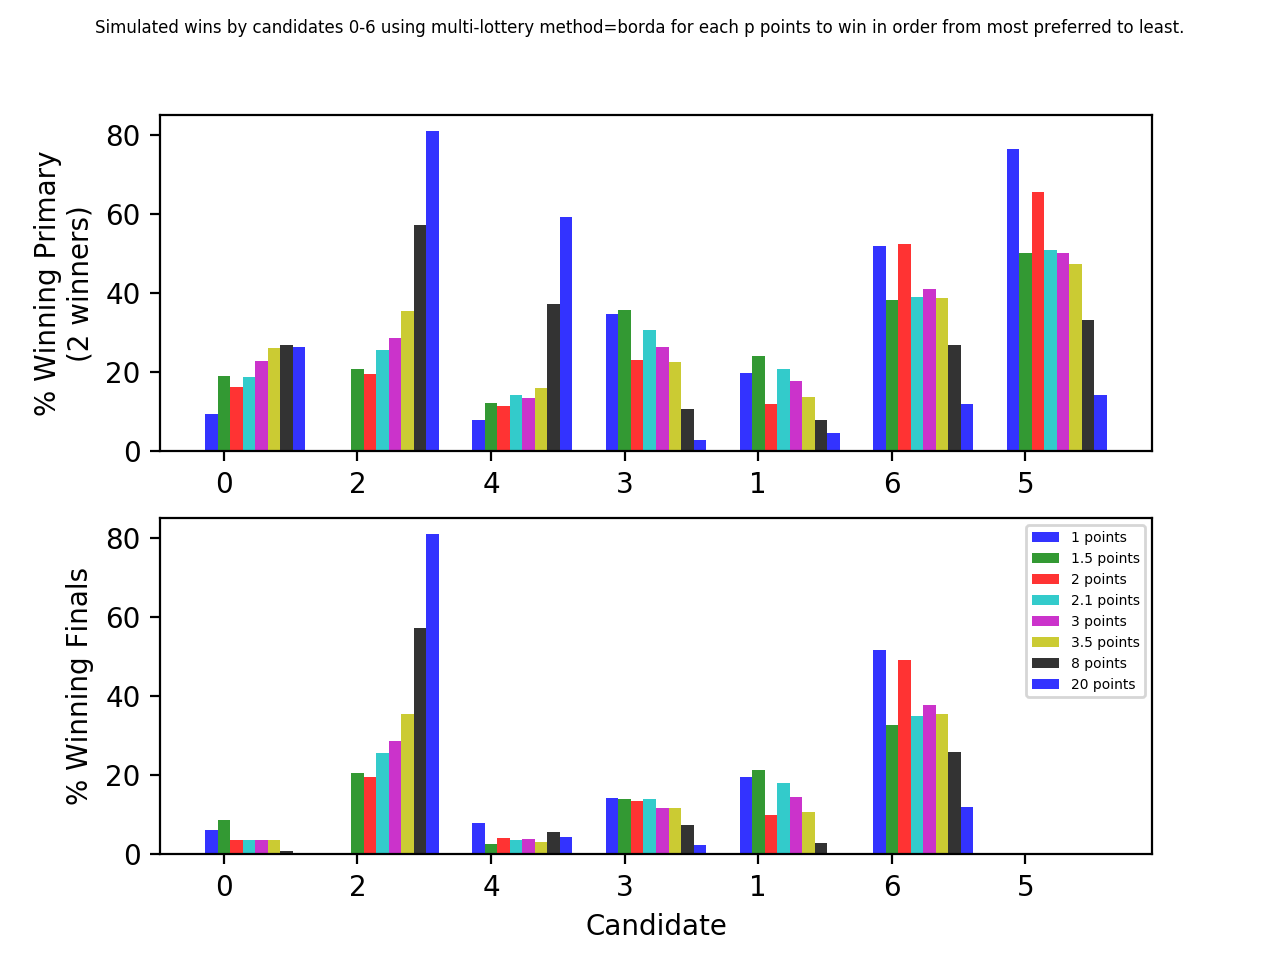 Simulated wins by candidates 0-6 using multi-lottery method=borda for each p points to win in order from most preferred to least.
% Winning Primary
(2 winners)
80
60
40
20
0
0 2 4 3 1 6 5
% Winning Finals
80
60
40
20
0
1 points
1.5 points
2 points
2.1 points
3 points
3.5 points
8 points
20 points
0 2 4 3 1 6 5
Candidate